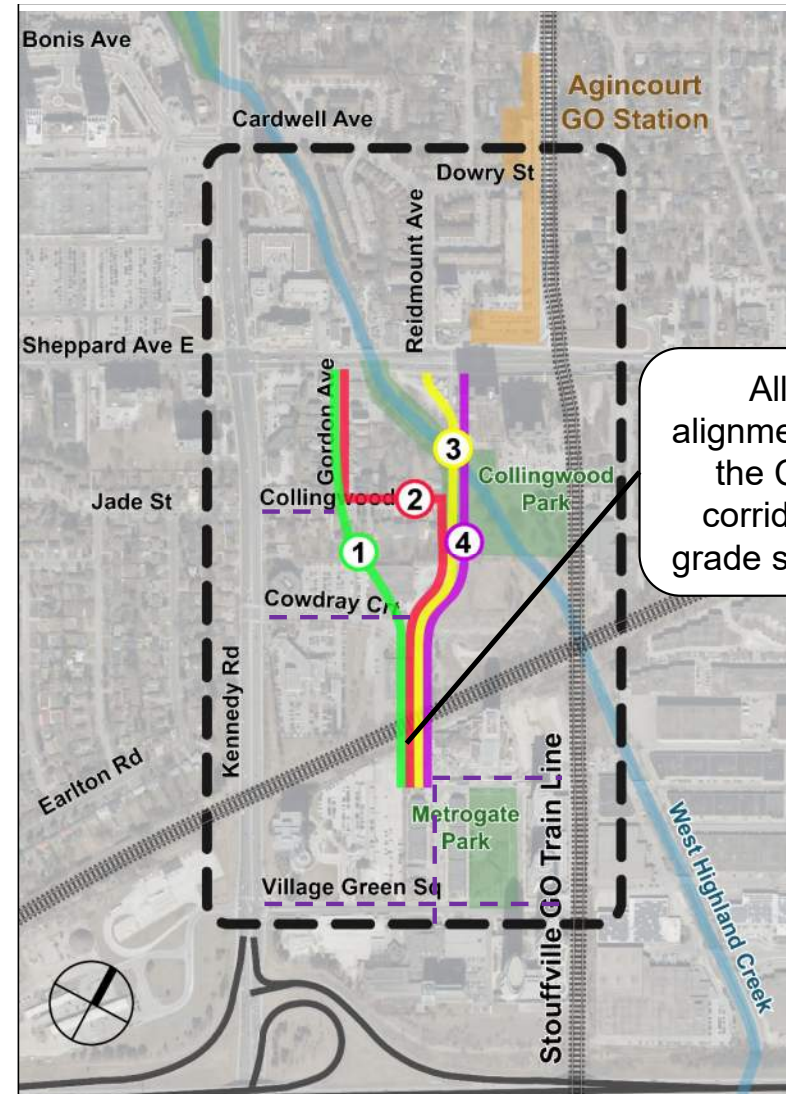 Bonis Ave
Agincourt
GO Station
Cardwell Ave
Dowry St
Reidmount Ave
Sheppard Ave E
Gordon Ave
3
Collingwood
Park
2
Jade St
Collingwood
4
1
Cowdray Crt
All
alignme
the C
corrid
grade s
Kennedy Rd
Earlton Rd
Metrogate
Park
Village Green Sq
Stouffville GO Train Line
West Highland Creek